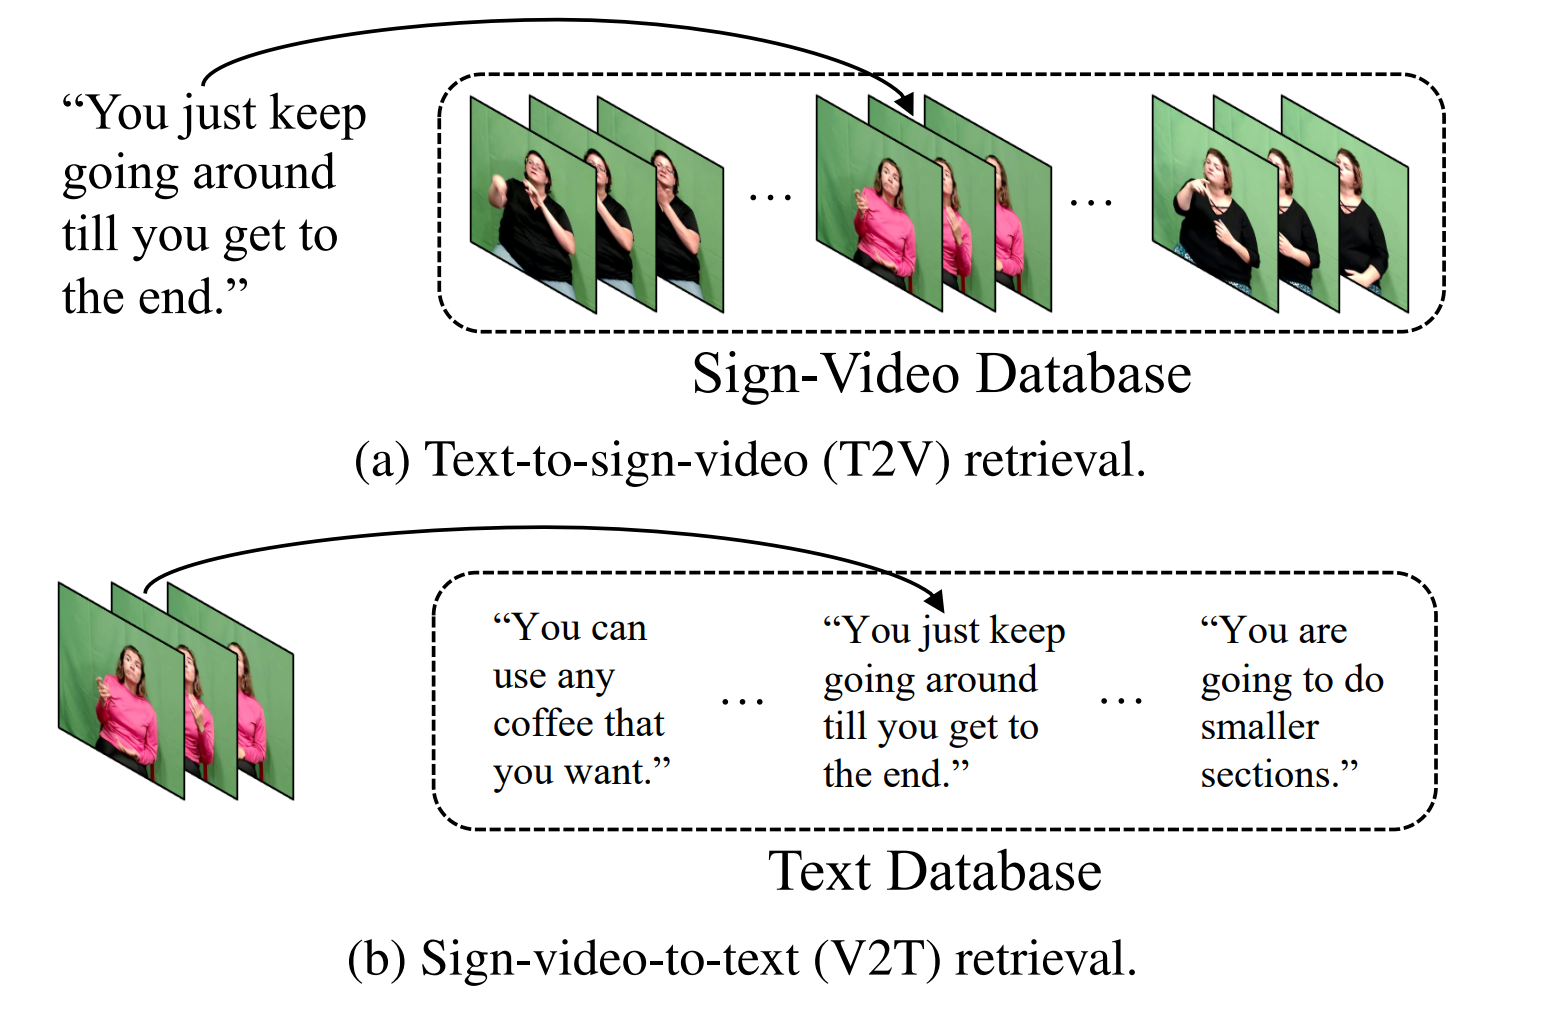 “You just keep
going around
till you get to
the end.”
...
...
Sign-Video Database
(a) Text-to-sign-video (T2V) retrieval.
“You can
use any
coffee that
you want.”
...
“You just keep
going around
till you get to
the end.”
...
“You are
going to do
smaller
sections.”
Text Database
(b) Sign-video-to-text (V2T) retrieval.